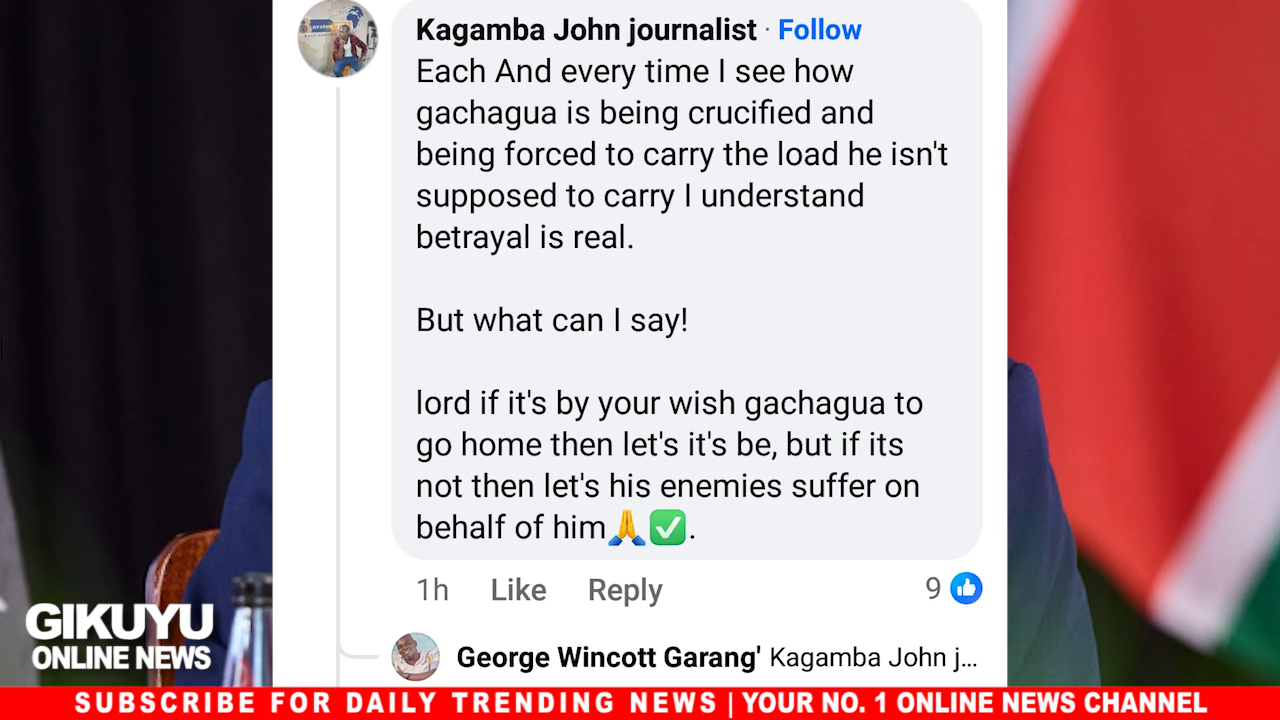 Kagamba John journalist · Follow
Each And every time I see how
gachagua is being crucified and
being forced to carry the load he isn't
supposed to carry I understand
betrayal is real.
But what can I say!
lord if it's by your wish gachagua to
go home then let's it's be, but if its
not then let's his enemies suffer on
behalf of him🙏✅.
1h Like Reply 9
George Wincott Garang' Kagamba John j...
GIKUYU
ONLINE NEWS
SUBSCRIBE FOR DAILY TRENDING NEWS | YOUR NO. 1 ONLINE NEWS CHANNEL